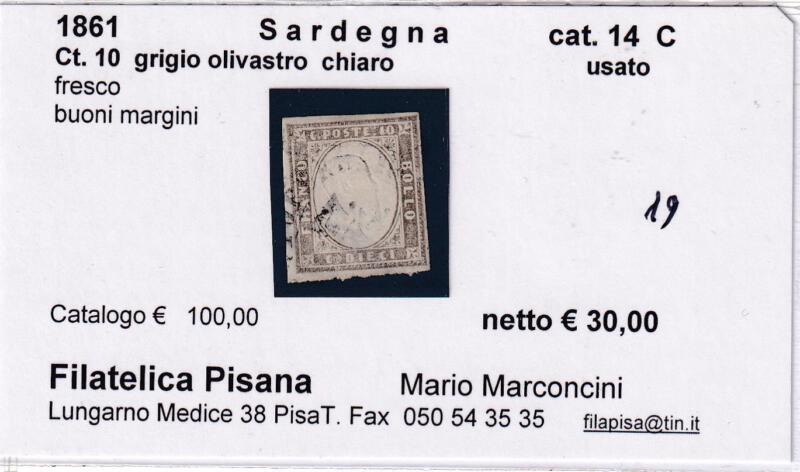 1861 Sardegna cat. 14 C
Ct. 10 grigio olivastro chiaro usato
fresco
buoni margini
C. POSTE 40
FRANCO
BOLLO
C. DIECI
19
Catalogo € 100,00 netto € 30,00
Filatelica Pisana Mario Marconcini
Lungarno Medice 38 PisaT. Fax 050 54 35 35 filapisa@tin.it